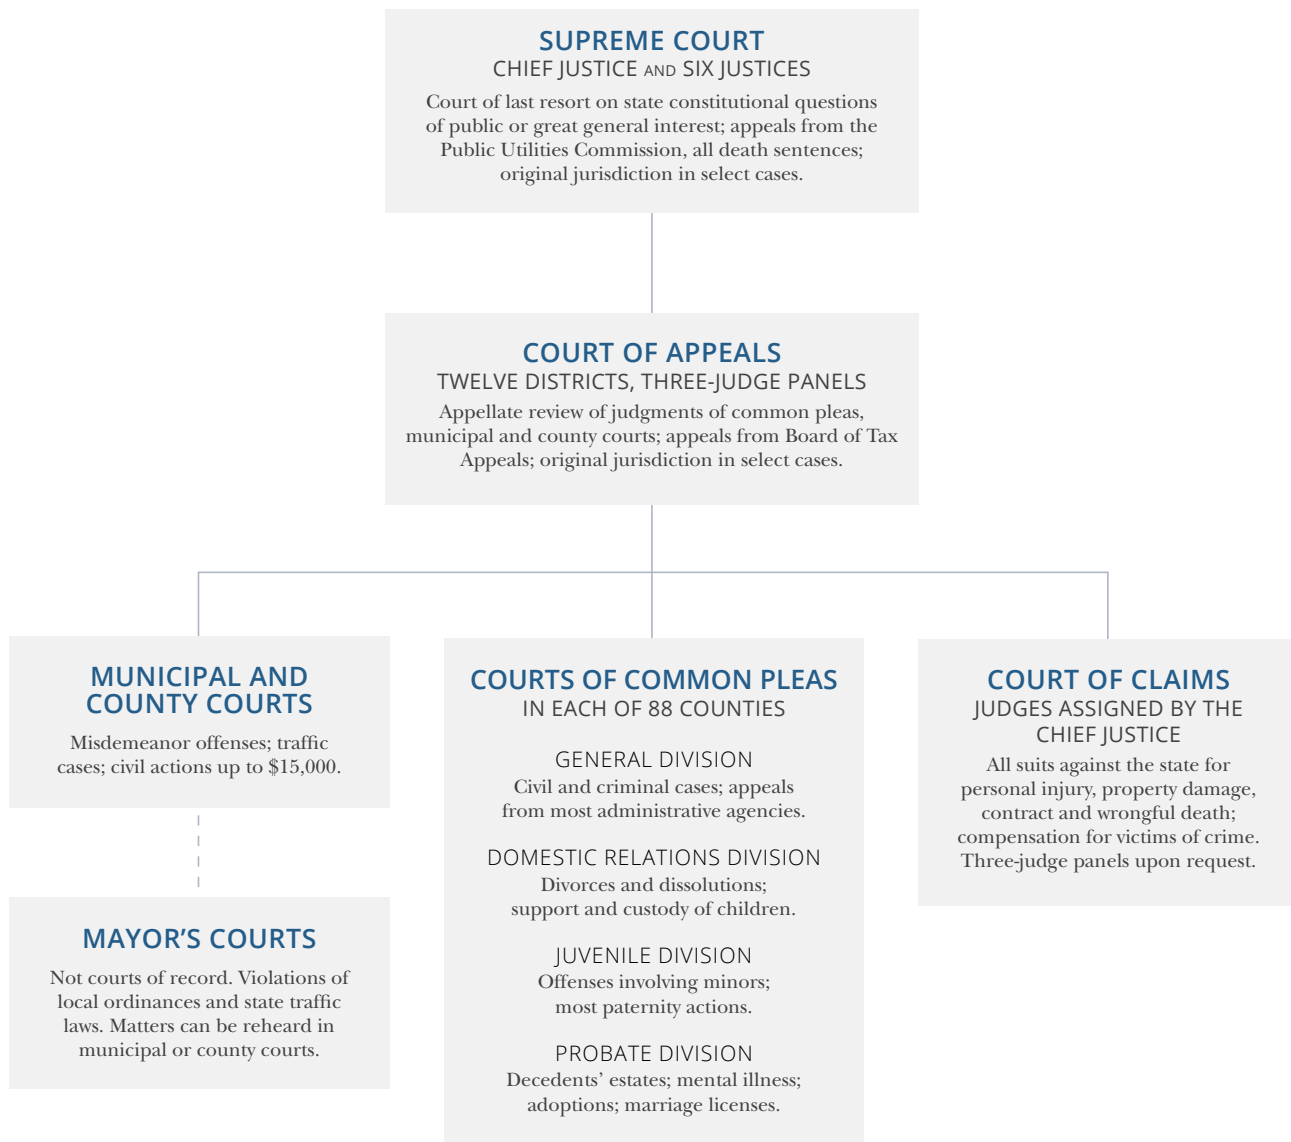 SUPREME COURT
CHIEF JUSTICE AND SIX JUSTICES
Court of last resort on state constitutional questions
of public or great general interest; appeals from the
Public Utilities Commission, all death sentences;
original jurisdiction in select cases.
COURT OF APPEALS
TWELVE DISTRICTS, THREE-JUDGE PANELS
Appellate review of judgments of common pleas,
municipal and county courts; appeals from Board of Tax
Appeals; original jurisdiction in select cases.
MUNICIPAL AND
COUNTY COURTS
Misdemeanor offenses; traffic
cases; civil actions up to $15,000.
MAYOR’S COURTS
Not courts of record. Violations of
local ordinances and state traffic
laws. Matters can be reheard in
municipal or county courts.
COURTS OF COMMON PLEAS
IN EACH OF 88 COUNTIES
GENERAL DIVISION
Civil and criminal cases; appeals
from most administrative agencies.
DOMESTIC RELATIONS DIVISION
Divorces and dissolutions;
support and custody of children.
JUVENILE DIVISION
Offenses involving minors;
most paternity actions.
PROBATE DIVISION
Decedents’ estates; mental illness;
adoptions; marriage licenses.
COURT OF CLAIMS
JUDGES ASSIGNED BY THE
CHIEF JUSTICE
All suits against the state for
personal injury, property damage,
contract and wrongful death;
compensation for victims of crime.
Three-judge panels upon request.